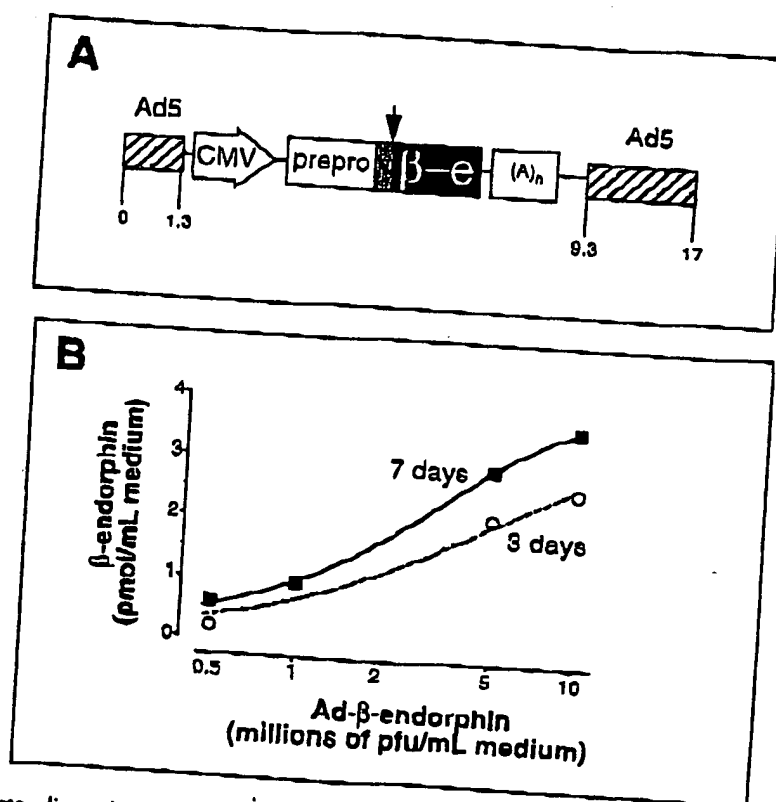 A
Ad5
Ad5
CMV
prepro
β-e
(A)n
0
1.3
9.3
17
B
β-endorphin
(pmol/mL medium)
4
3
2
1
0
7 days
3 days
0.5
1
2
5
10
Ad-β-endorphin
(millions of pfu/mL medium)